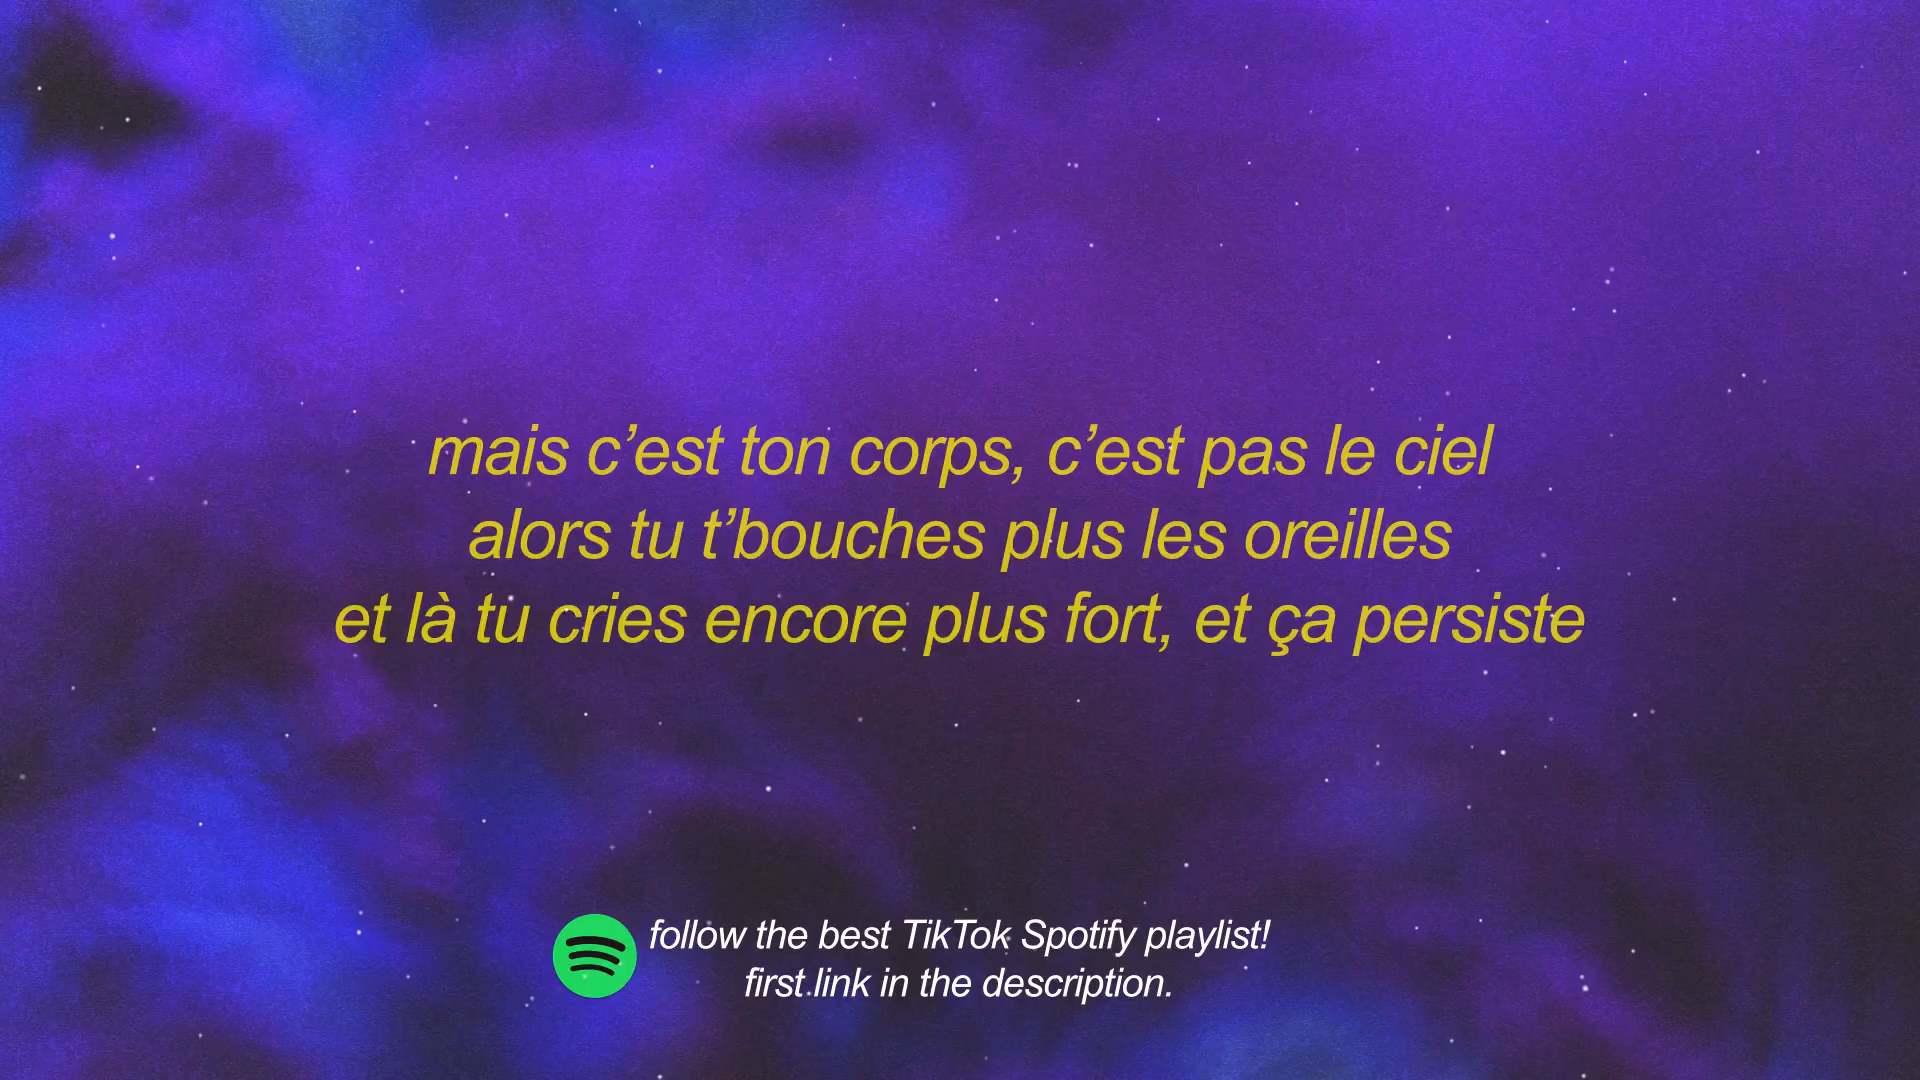 mais c’est ton corps, c’est pas le ciel
alors tu t’bouches plus les oreilles
et là tu cries encore plus fort, et ça persiste
follow the best TikTok Spotify playlist!
first link in the description.